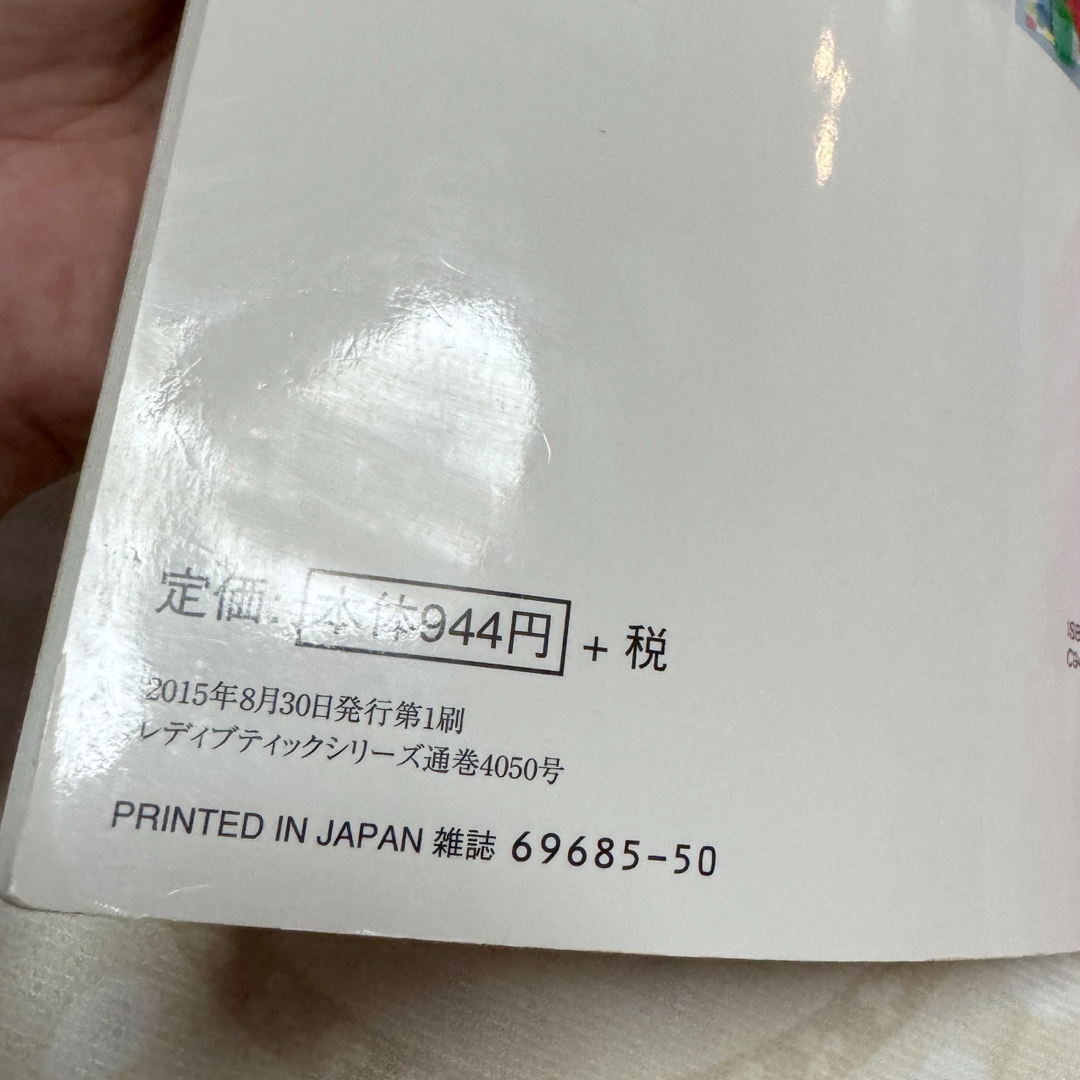 定価: 本体944円 + 税
2015年8月30日発行第1刷
レディブティックシリーズ通巻4050号
PRINTED IN JAPAN 雑誌 69685-50